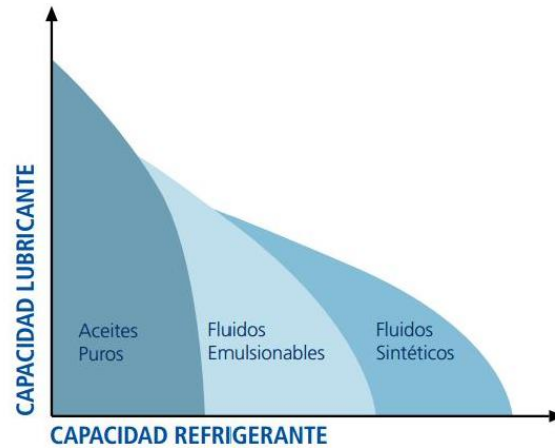 CAPACIDAD LUBRICANTE
Aceites
Puros
Fluidos
Emulsionables
Fluidos
Sintéticos
CAPACIDAD REFRIGERANTE